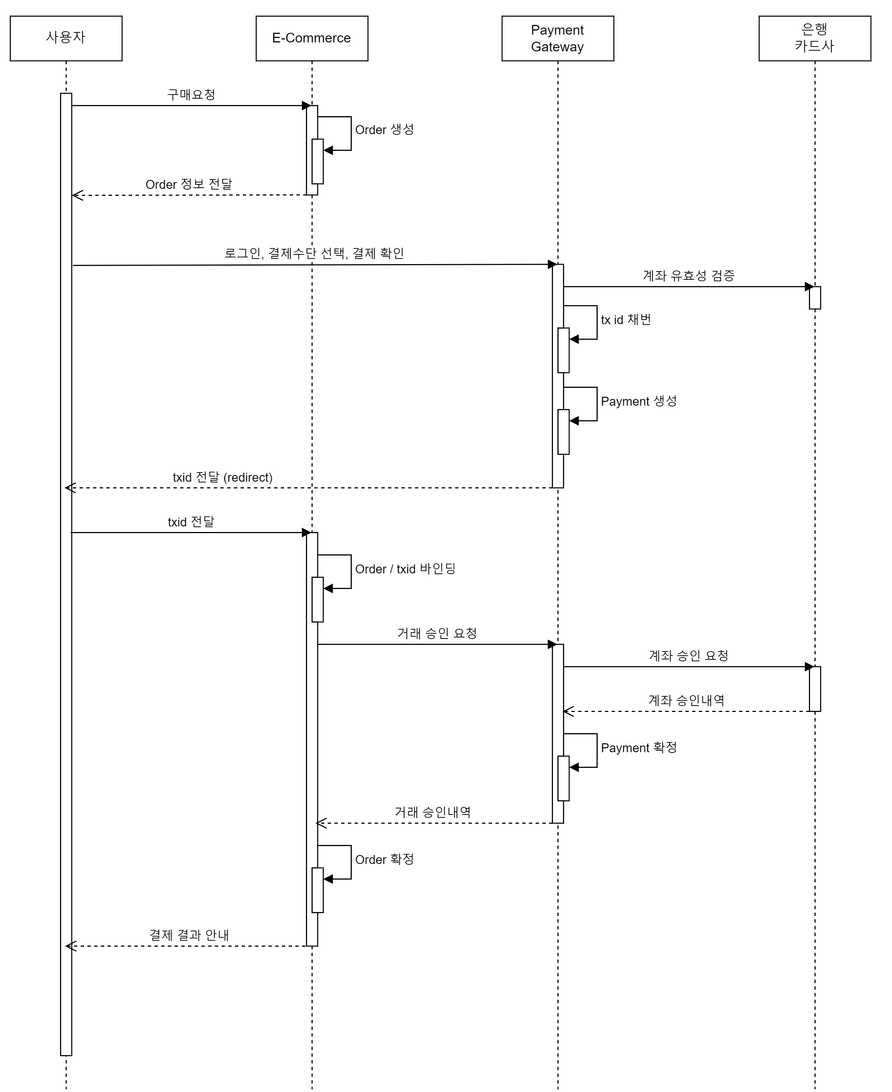 사용자
E-Commerce
Payment
Gateway
은행
카드사
구매요청
Order 생성
Order 정보 전달
로그인, 결제수단 선택, 결제 확인
계좌 유효성 검증
tx id 채번
Payment 생성
txid 전달 (redirect)
txid 전달
Order / txid 바인딩
거래 승인 요청
계좌 승인 요청
계좌 승인내역
Payment 확정
거래 승인내역
Order 확정
결제 결과 안내